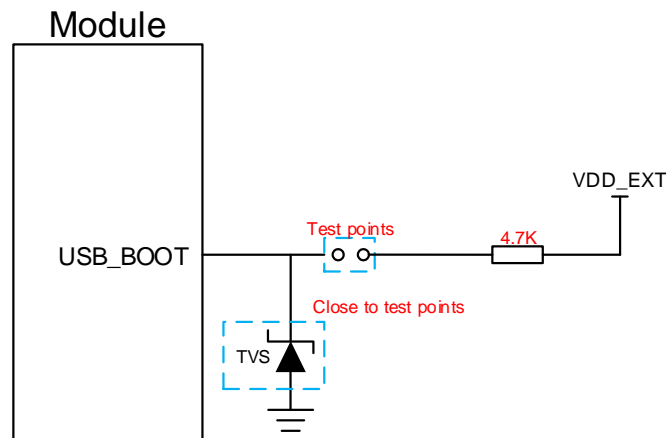 Module
VDD_EXT
Test points
4.7K
USB_BOOT
Close to test points
TVS